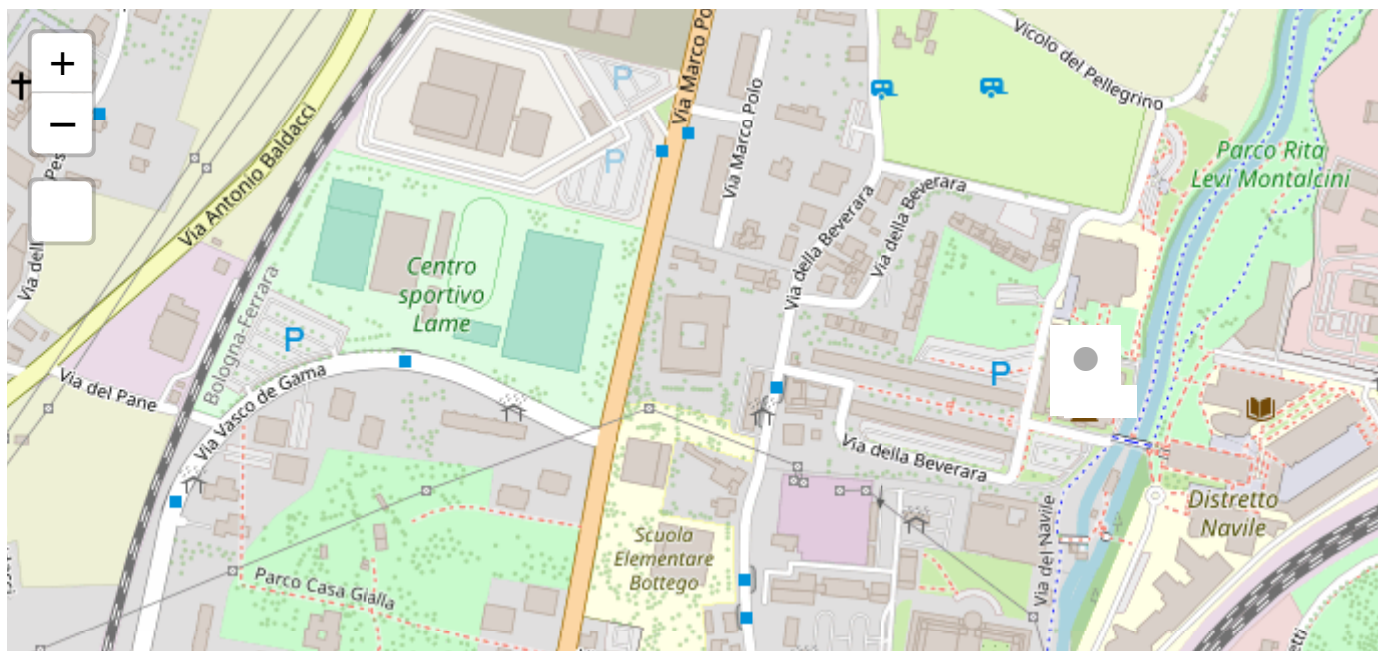 +
−
Via Antonio Baldacci
Via del Pane
Bologna-Ferrara
Via Vasco de Gama
Centro
sportivo
Lame
P
P
P
Via Marco Po
Via Marco Polo
Via della Beverara
Via della Beverara
Vicolo del Pellegrino
Parco Rita
Levi Montalcini
P
Via della Beverara
Distretto
Navile
Via del Navile
Scuola
Elementare
Bottego
Parco Casa Gialla